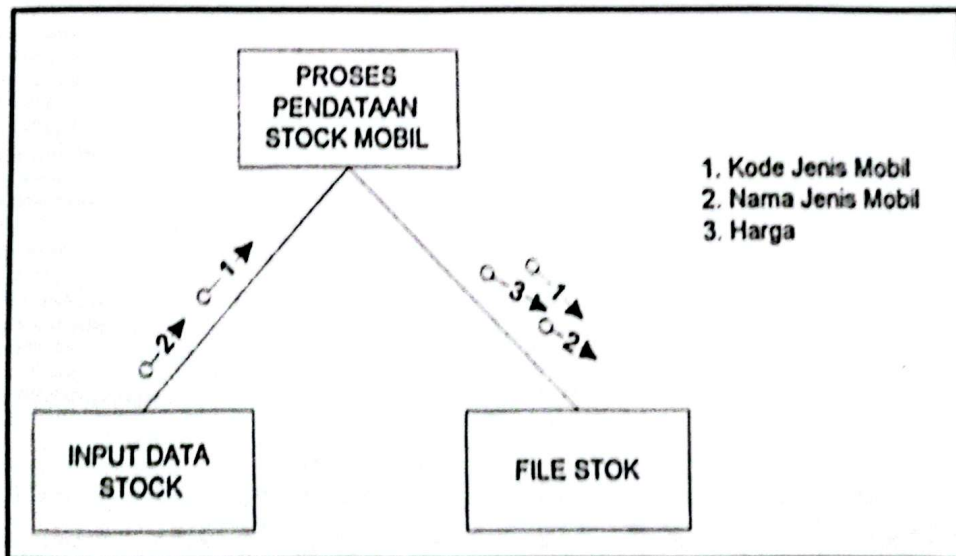 PROSES
PENDATAAN
STOCK MOBIL
1. Kode Jenis Mobil
2. Nama Jenis Mobil
3. Harga
1
2
3
1
2
INPUT DATA
STOCK
FILE STOK